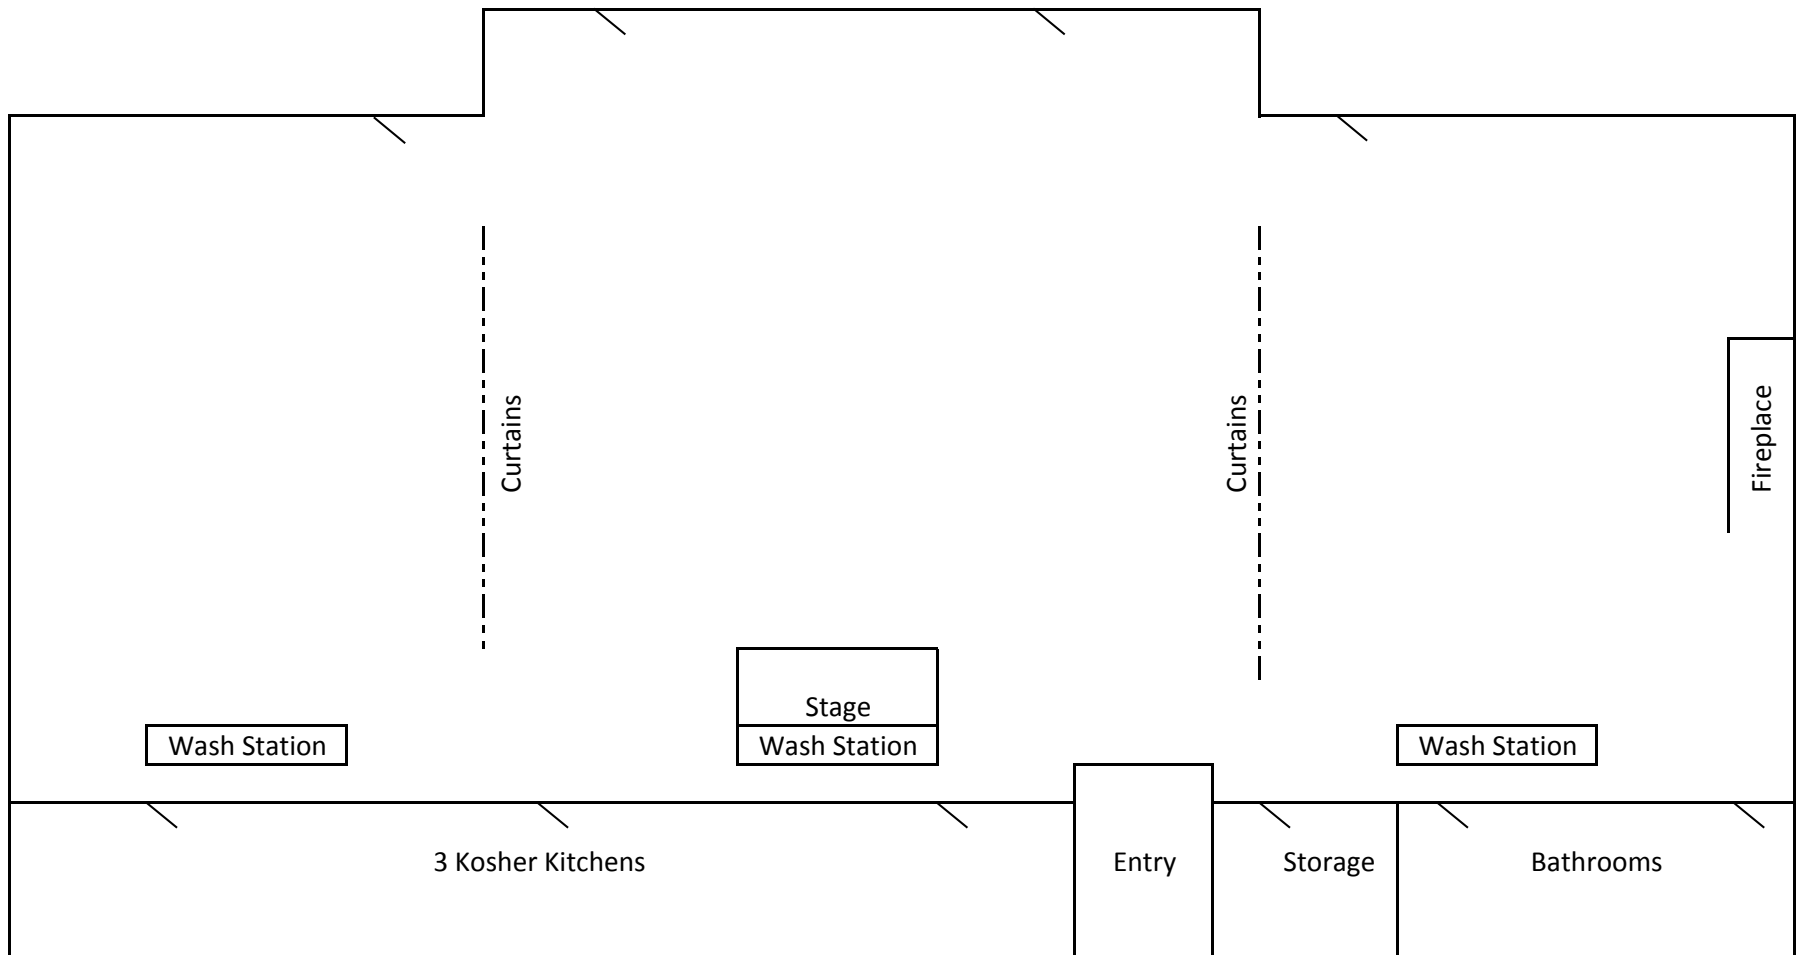 Curtains
Curtains
Fireplace
Stage
Wash Station
Wash Station
Wash Station
3 Kosher Kitchens
Entry
Storage
Bathrooms